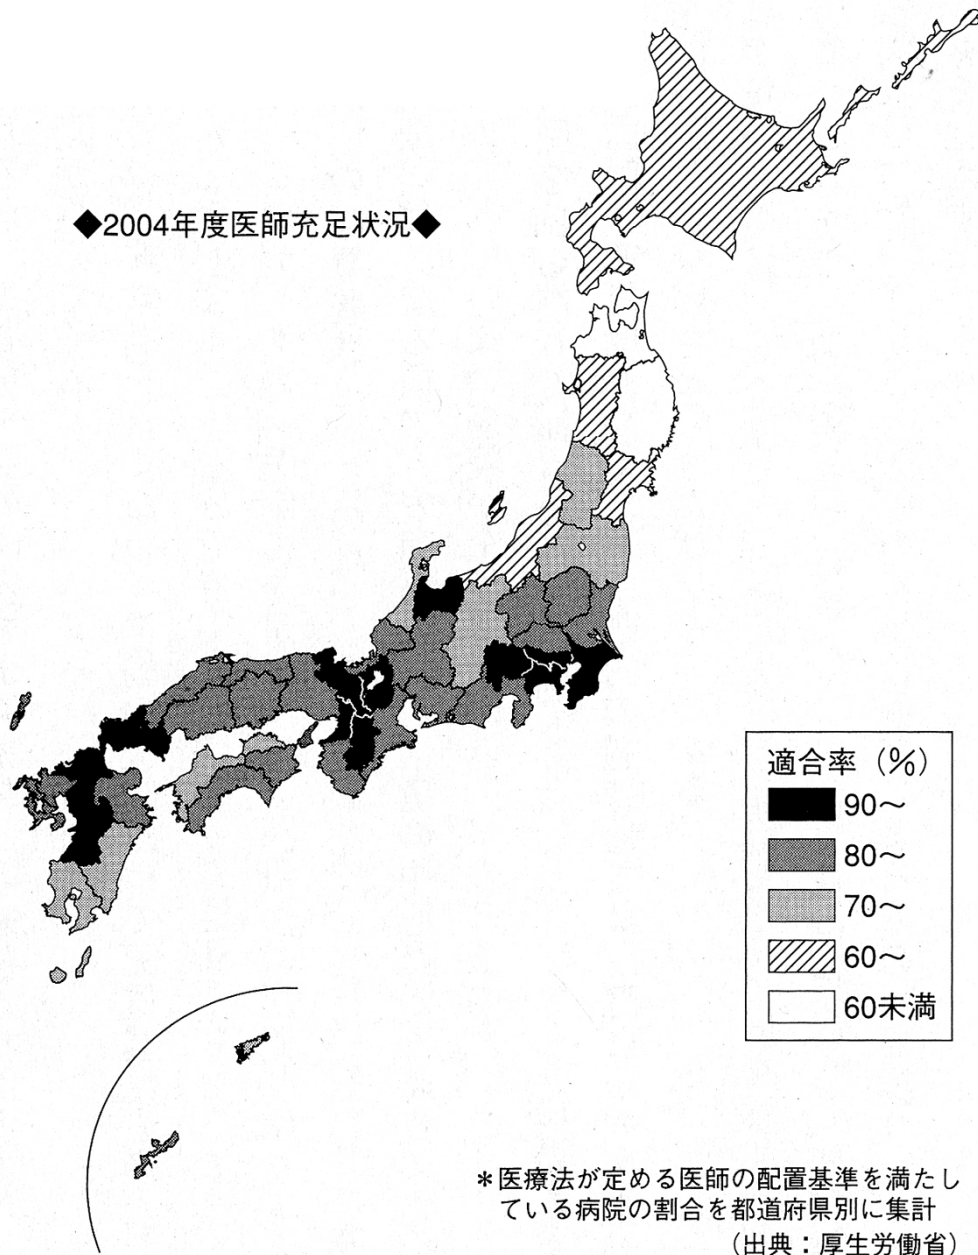 ◆2004年度医師充足状況◆
適合率（％）
90～
80～
70～
60～
60未満
＊医療法が定める医師の配置基準を満たし
ている病院の割合を都道府県別に集計
（出典：厚生労働省）